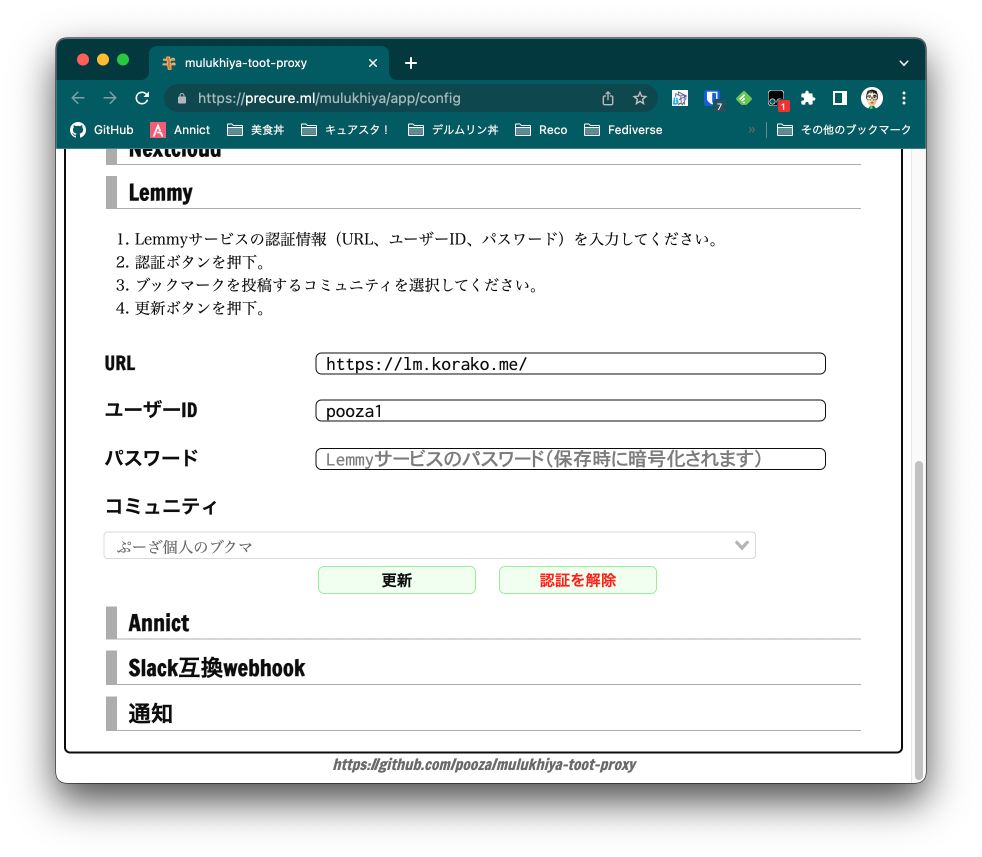 mulukhiya-toot-proxy
https://precure.ml/mulukhiya/app/config
7
1
GitHub
Annict
美食丼
キュアスタ！
デルムリン丼
Reco
Fediverse
»
その他のブックマーク
Nextcloud
Lemmy
1. Lemmyサービスの認証情報（URL、ユーザーID、パスワード）を入力してください。
2. 認証ボタンを押下。
3. ブックマークを投稿するコミュニティを選択してください。
4. 更新ボタンを押下。
URL
https://lm.korako.me/
ユーザーID
pooza1
パスワード
Lemmyサービスのパスワード(保存時に暗号化されます)
コミュニティ
ぷーざ個人のブクマ
更新
認証を解除
Annict
Slack互換webhook
通知
https://github.com/pooza/mulukhiya-toot-proxy